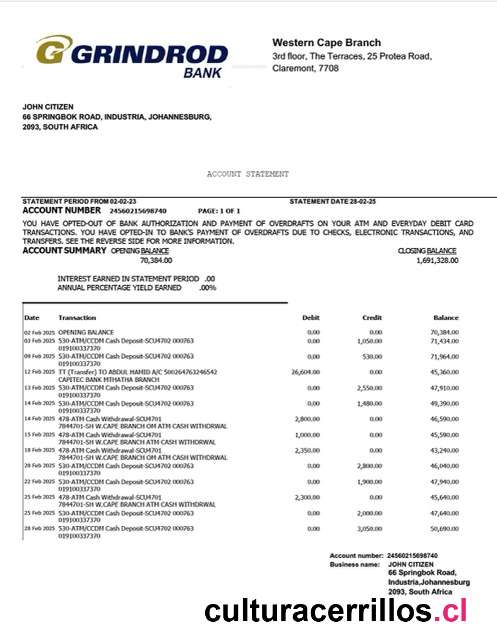 GRINDROD
BANK
Western Cape Branch
3rd floor, The Terraces, 25 Protea Road,
Claremont, 7708
JOHN CITIZEN
66 SPRINGBOK ROAD, INDUSTRIA, JOHANNESBURG,
2093, SOUTH AFRICA
ACCOUNT STATEMENT
STATEMENT PERIOD FROM 02-02-23 STATEMENT DATE 28-02-25
ACCOUNT NUMBER 24560215698740 PAGE: 1 OF 1
YOU HAVE OPTED-OUT OF BANK AUTHORIZATION AND PAYMENT OF OVERDRAFTS ON YOUR ATM AND EVERYDAY DEBIT CARD
TRANSACTIONS. YOU HAVE OPTED-IN TO BANK'S PAYMENT OF OVERDRAFTS DUE TO CHECKS, ELECTRONIC TRANSACTIONS, AND
TRANSFERS. SEE THE REVERSE SIDE FOR MORE INFORMATION.
ACCOUNT SUMMARY OPENING BALANCE CLOSING BALANCE
70,384.00 1,691,328.00
INTEREST EARNED IN STATEMENT PERIOD .00
ANNUAL PERCENTAGE YIELD EARNED .00%
Date Transaction Debit Credit Balance
02 Feb 2025 OPENING BALANCE 0.00 0.00 70,384.00
03 Feb 2025 530-ATM/CCDM Cash Deposit-SCU4702 000763 0.00 1,050.00 71,434.00
019100337370
09 Feb 2025 530-ATM/CCDM Cash Deposit-SCU4702 000763 0.00 530.00 71,964.00
019100337370
12 Feb 2025 TT (Transfer) TO ABDUL HAMID A/C 500264763246542 26,604.00 0.00 45,360.00
CAPITEC BANK MTHATHA BRANCH
13 Feb 2025 530-ATM/CCDM Cash Deposit-SCU4702 000763 0.00 2,550.00 47,910.00
019100337370
14 Feb 2025 530-ATM/CCDM Cash Deposit-SCU4702 000763 0.00 1,480.00 49,390.00
019100337370
14 Feb 2025 478-ATM Cash Withdrawal-SCU4701 2,800.00 0.00 46,590.00
7844701-SH W.CAPE BRANCH OM ATM CASH WITHDORWAL
15 Feb 2025 478-ATM Cash Withdrawal-SCU4701 1,000.00 0.00 45,590.00
7844701-SH W.CAPE BRANCH ATM CASH WITHDORWAL
18 Feb 2025 478-ATM Cash Withdrawal-SCU4701 2,350.00 0.00 43,240.00
7844701-SH W.CAPE BRANCH OM ATM CASH WITHDORWAL
20 Feb 2025 530-ATM/CCDM Cash Deposit-SCU4702 000763 0.00 2,800.00 46,040.00
019100337370
22 Feb 2025 530-ATM/CCDM Cash Deposit-SCU4702 000763 0.00 1,900.00 47,940.00
019100337370
25 Feb 2025 478-ATM Cash Withdrawal-SCU4701 2,300.00 0.00 45,640.00
7844701-SH W.CAPE BRANCH ATM CASH WITHDORWAL
25 Feb 2025 530-ATM/CCDM Cash Deposit-SCU4702 000763 0.00 2,000.00 47,640.00
019100337370
28 Feb 2025 530-ATM/CCDM Cash Deposit-SCU4702 000763 0.00 3,050.00 50,690.00
019100337370
Account number: 24560215698740
Business name: JOHN CITIZEN
66 Springbok Road,
Industria,Johannesburg
2093, South Africa
culturacerrillos.cl